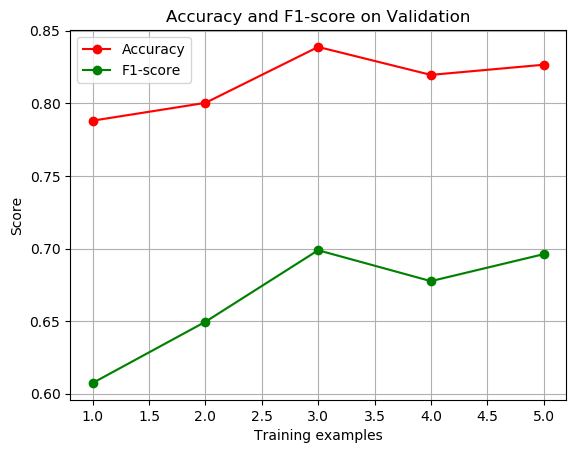 Accuracy and F1-score on Validation
Accuracy
F1-score
0.85
0.80
0.75
0.70
0.65
0.60
Score
1.0 1.5 2.0 2.5 3.0 3.5 4.0 4.5 5.0
Training examples